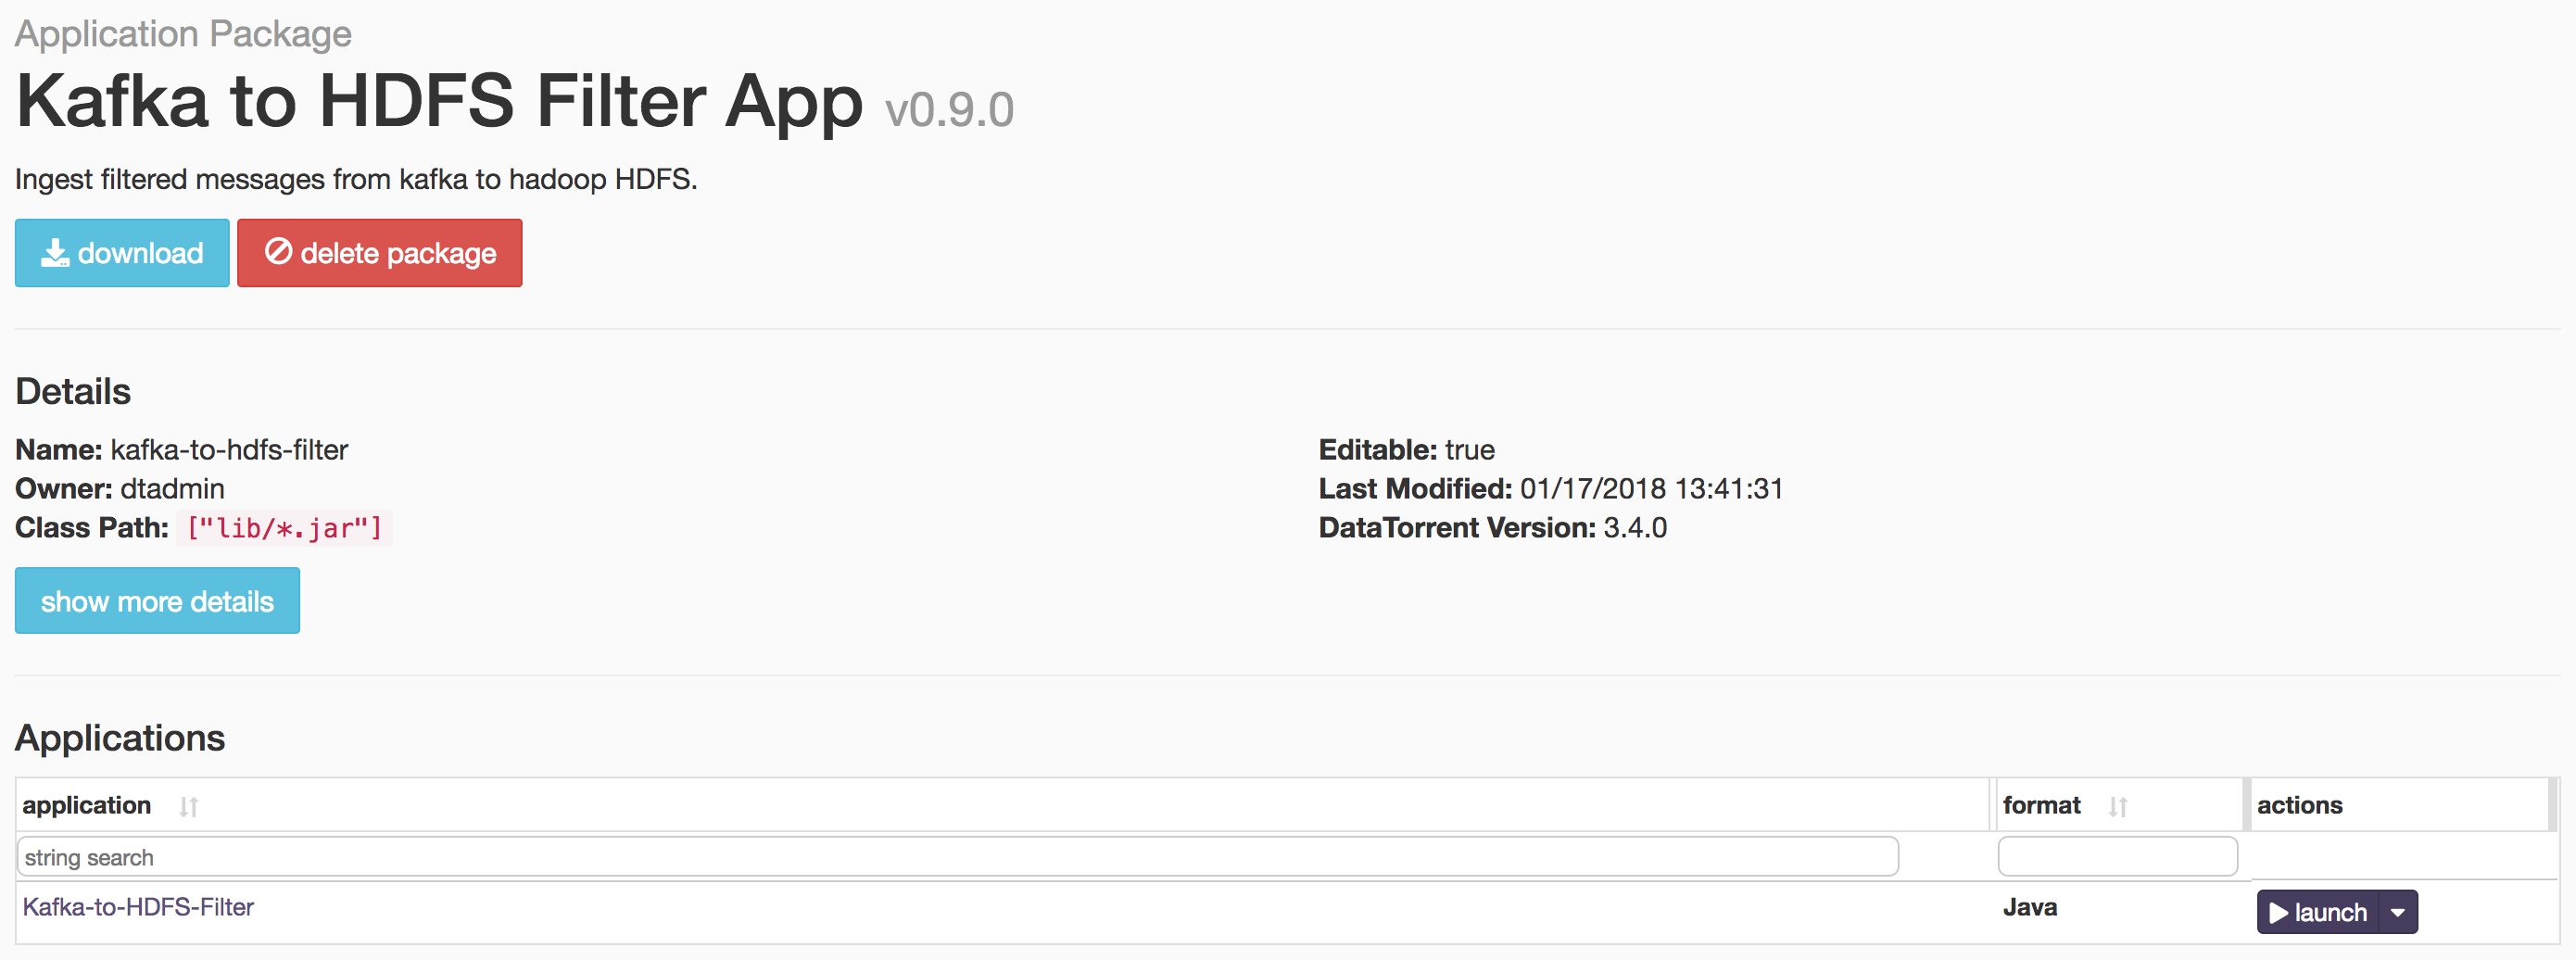 Application Package
Kafka to HDFS Filter App v0.9.0
Ingest filtered messages from kafka to hadoop HDFS.
download delete package
Details
Name: kafka-to-hdfs-filter
Owner: dtadmin
Class Path: ["lib/*.jar"]
Editable: true
Last Modified: 01/17/2018 13:41:31
DataTorrent Version: 3.4.0
show more details
Applications
application format actions
string search
Kafka-to-HDFS-Filter Java launch